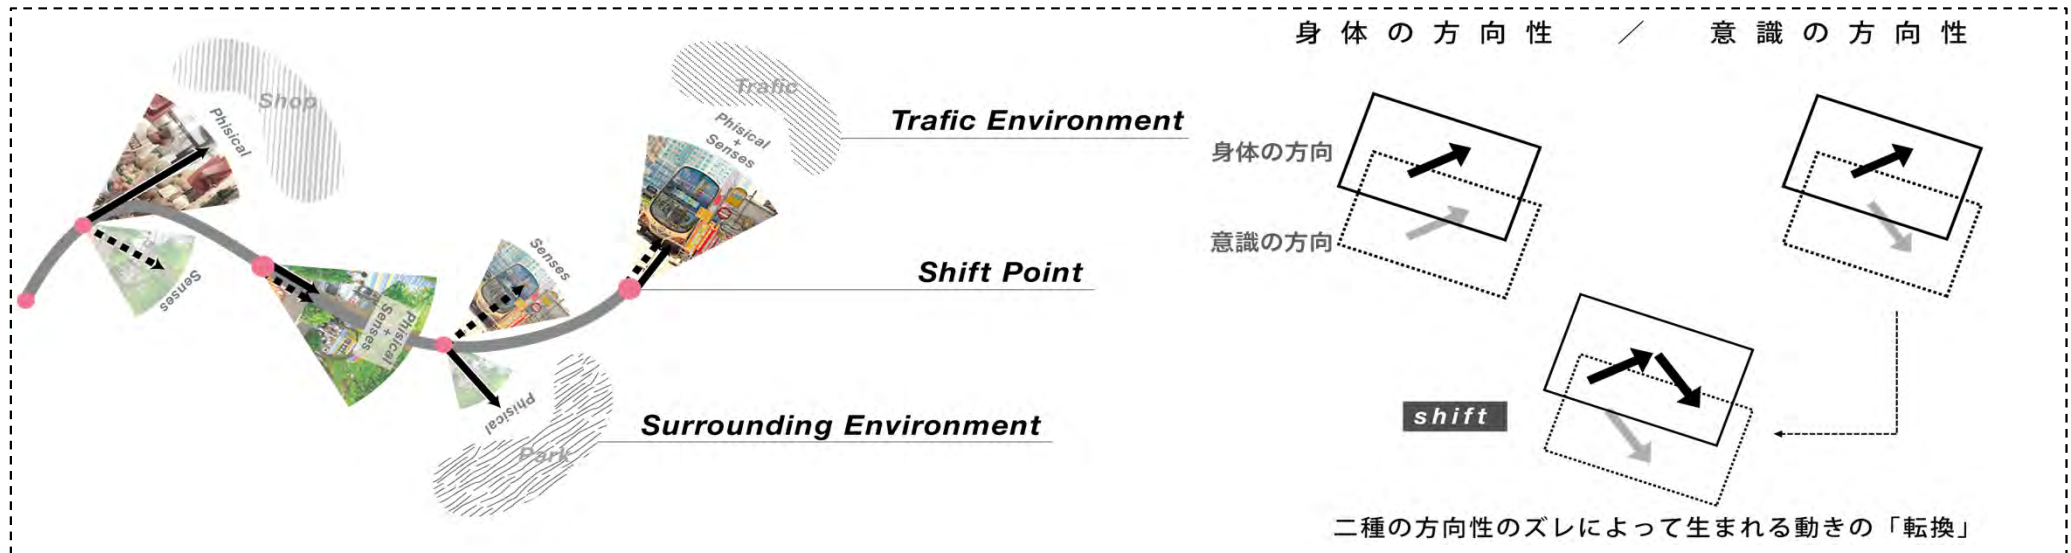 Shop
Phisical
Senses
Phisical
+
Senses
Senses
Phisical
Park
Trafic
Phisical
+
Senses
Trafic Environment
Shift Point
Surrounding Environment
身体の方向性 ／ 意識の方向性
身体の方向
意識の方向
shift
二種の方向性のズレによって生まれる動きの「転換」